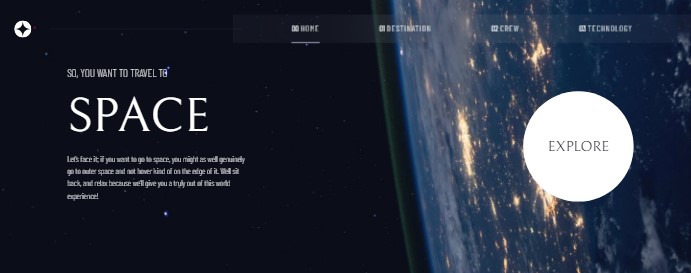 00 HOME
01 DESTINATION
02 CREW
03 TECHNOLOGY
SO, YOU WANT TO TRAVEL TO
SPACE
Let's face it; if you want to go to space, you might as well genuinely
go to outer space and not hover kind of on the edge of it. Well sit
back, and relax because we'll give you a truly out of this world
experience!
EXPLORE